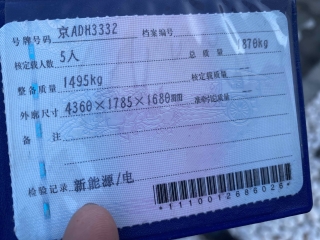 号牌号码 京ADH3332 档案编号
核定载人数 5人 总质量 1870kg
整备质量 1495kg 核定载质量 --
外廓尺寸 4360×1785×1680mm 准牵引总质量 --
备注
检验记录 新能源/电
*1110012686026*